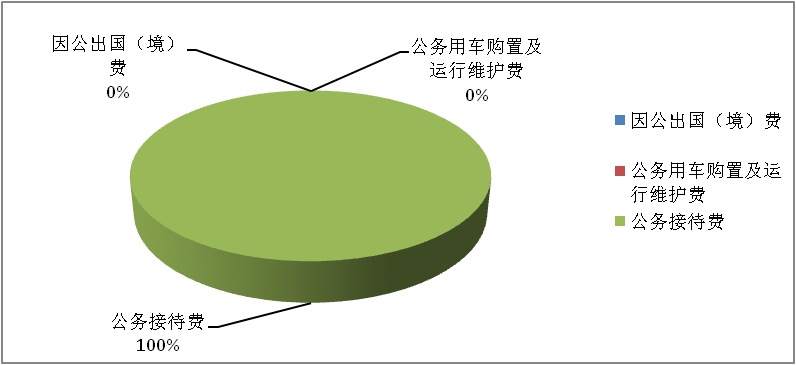 因公出国（境）
费
0%
公务用车购置及
运行维护费
0%
因公出国（境）费
公务用车购置及运
行维护费
公务接待费
公务接待费
100%